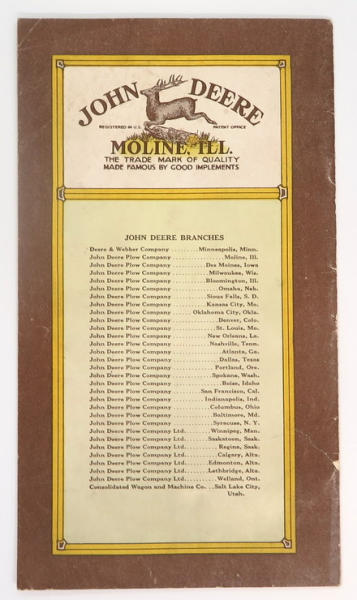 JOHN DEERE
REGISTERED IN U.S. PATENT OFFICE
MOLINE, ILL.
THE TRADE MARK OF QUALITY
MADE FAMOUS BY GOOD IMPLEMENTS
JOHN DEERE BRANCHES
Deere & Webber Company ........Minneapolis, Minn.
John Deere Plow Company ..............Moline, Ill.
John Deere Plow Company .........Des Moines, Iowa
John Deere Plow Company ..........Milwaukee, Wis.
John Deere Plow Company .........Bloomington, Ill.
John Deere Plow Company .............Omaha, Neb.
John Deere Plow Company .........Sioux Falls, S. D.
John Deere Plow Company .........Kansas City, Mo.
John Deere Plow Company ......Oklahoma City, Okla.
John Deere Plow Company .............Denver, Colo.
John Deere Plow Company ............St. Louis, Mo.
John Deere Plow Company ..........New Orleans, La.
John Deere Plow Company ..........Nashville, Tenn.
John Deere Plow Company .............Atlanta, Ga.
John Deere Plow Company .............Dallas, Texas
John Deere Plow Company ............Portland, Ore.
John Deere Plow Company ...........Spokane, Wash.
John Deere Plow Company ..............Boise, Idaho
John Deere Plow Company ........San Francisco, Cal.
John Deere Plow Company .........Indianapolis, Ind.
John Deere Plow Company ...........Columbus, Ohio
John Deere Plow Company ............Baltimore, Md.
John Deere Plow Company ...........Syracuse, N. Y.
John Deere Plow Company Ltd........Winnipeg, Man.
John Deere Plow Company Ltd.......Saskatoon, Sask.
John Deere Plow Company Ltd..........Regina, Sask.
John Deere Plow Company Ltd..........Calgary, Alta.
John Deere Plow Company Ltd.......Edmonton, Alta.
John Deere Plow Company Ltd.......Lethbridge, Alta.
John Deere Plow Company Ltd..........Welland, Ont.
Consolidated Wagon and Machine Co. ..Salt Lake City,
Utah.